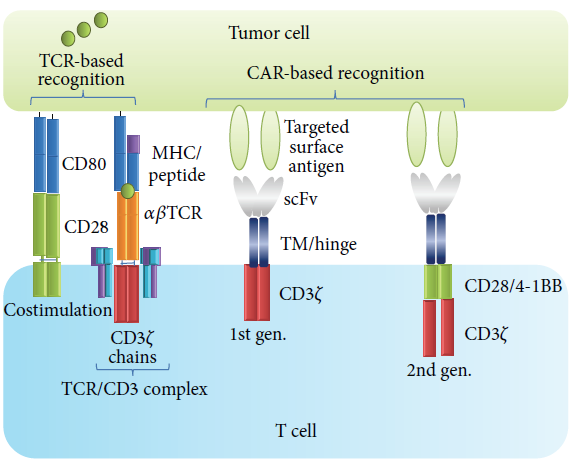 Tumor cell
TCR-based
recognition
CAR-based recognition
CD80
MHC/
peptide
Targeted
surface
antigen
scFv
αβTCR
CD28
TM/hinge
Costimulation
CD3ζ
chains
TCR/CD3 complex
CD3ζ
1st gen.
CD28/4-1BB
CD3ζ
2nd gen.
T cell